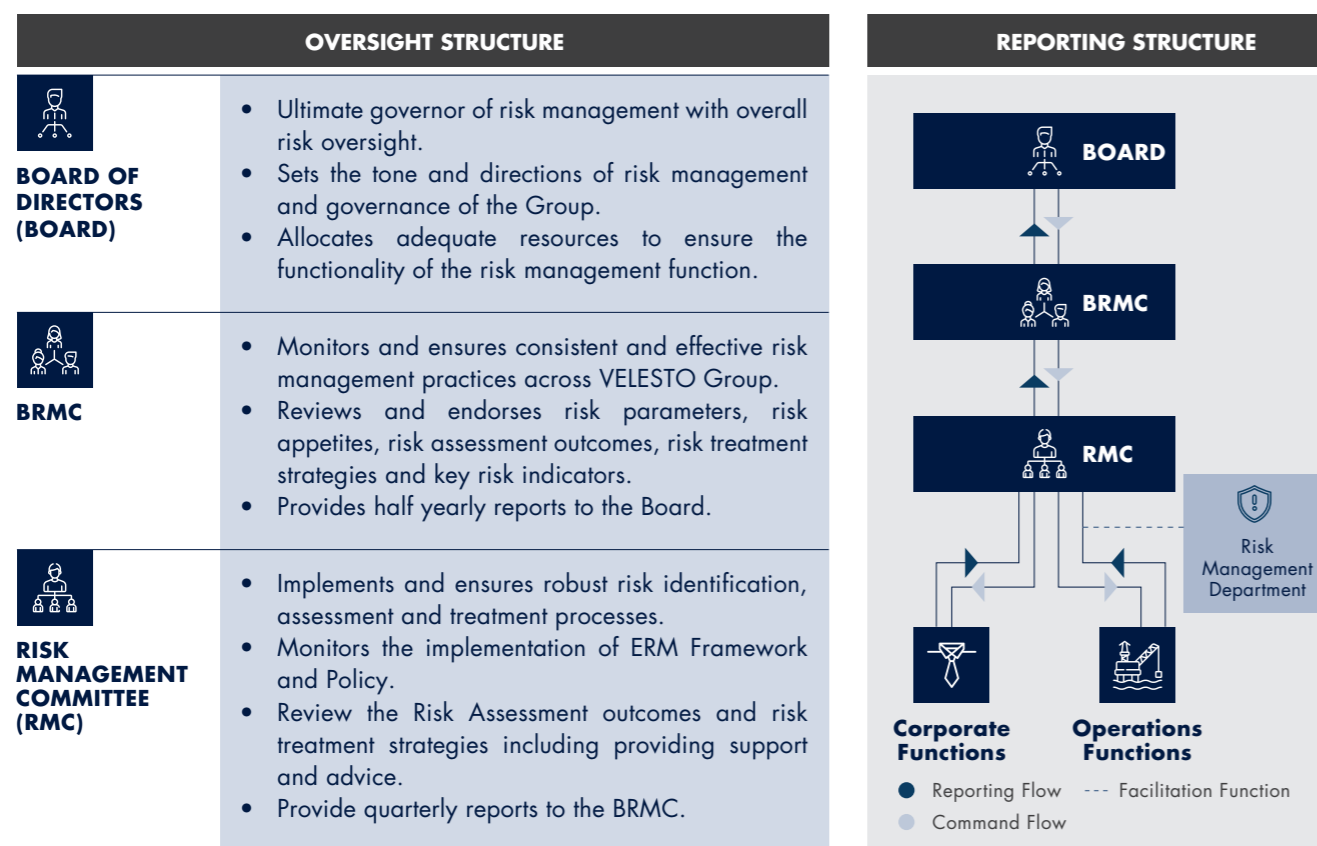 OVERSIGHT STRUCTURE
BOARD OF
DIRECTORS
(BOARD)
• Ultimate governor of risk management with overall
risk oversight.
• Sets the tone and directions of risk management
and governance of the Group.
• Allocates adequate resources to ensure the
functionality of the risk management function.
BRMC
• Monitors and ensures consistent and effective risk
management practices across VELESTO Group.
• Reviews and endorses risk parameters, risk
appetites, risk assessment outcomes, risk treatment
strategies and key risk indicators.
• Provides half yearly reports to the Board.
RISK
MANAGEMENT
COMMITTEE
(RMC)
• Implements and ensures robust risk identification,
assessment and treatment processes.
• Monitors the implementation of ERM Framework
and Policy.
• Review the Risk Assessment outcomes and risk
treatment strategies including providing support
and advice.
• Provide quarterly reports to the BRMC.
REPORTING STRUCTURE
BOARD
BRMC
RMC
Risk
Management
Department
Corporate
Functions
Operations
Functions
Reporting Flow
Facilitation Function
Command Flow